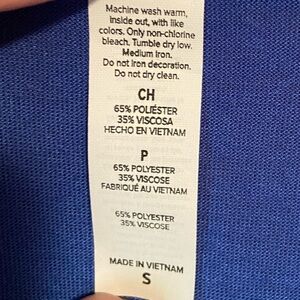 Machine wash warm,
inside out, with like
colors. Only non-chlorine
bleach. Tumble dry low.
Medium iron.
Do not iron decoration.
Do not dry clean.
CH
65% POLIÉSTER
35% VISCOSA
HECHO EN VIETNAM
P
65% POLYESTER
35% VISCOSE
FABRIQUÉ AU VIETNAM
65% POLYESTER
35% VISCOSE
MADE IN VIETNAM
S